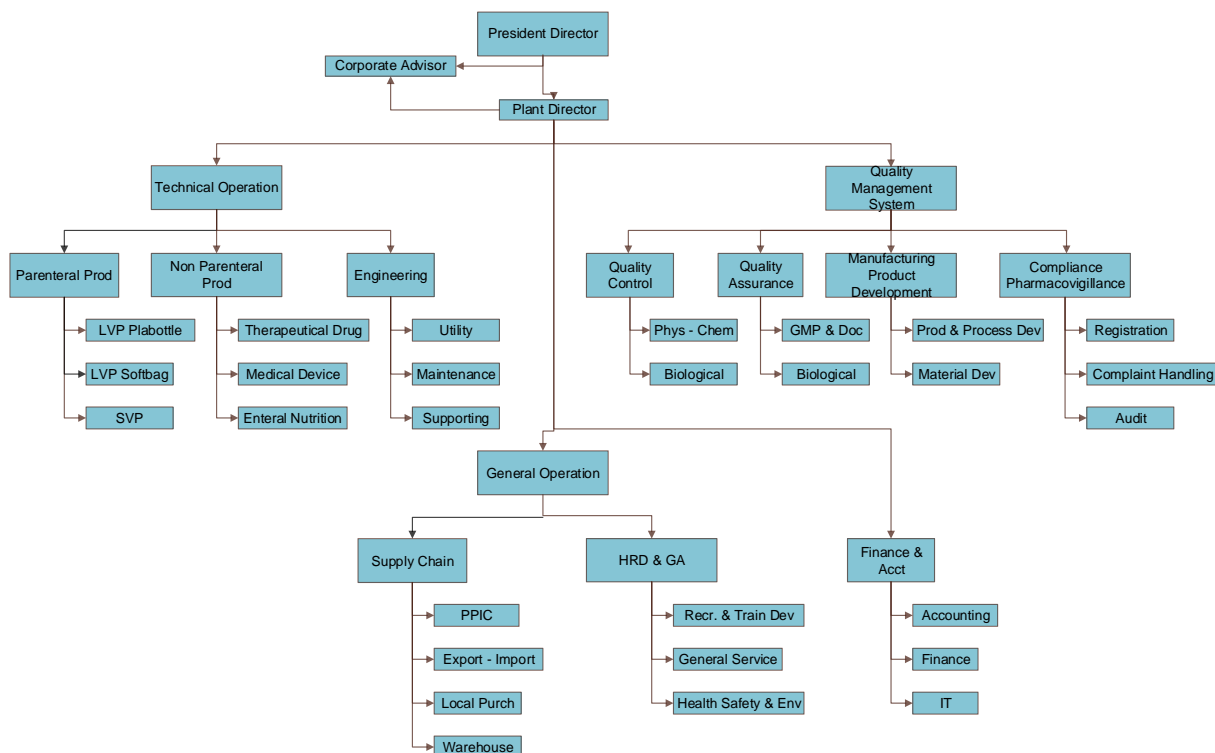 President Director
Corporate Advisor
Plant Director
Technical Operation
Quality
Management
System
Parenteral Prod
Non Parenteral
Prod
Engineering
Quality
Control
Quality
Assurance
Manufacturing
Product
Development
Compliance
Pharmacovigillance
LVP Plabottle
Therapeutical Drug
Utility
Phys - Chem
GMP & Doc
Prod & Process Dev
Registration
LVP Softbag
Medical Device
Maintenance
Biological
Biological
Material Dev
Complaint Handling
SVP
Enteral Nutrition
Supporting
Audit
General Operation
Supply Chain
HRD & GA
Finance &
Acct
PPIC
Recr. & Train Dev
Accounting
Export - Import
General Service
Finance
Local Purch
Health Safety & Env
IT
Warehouse